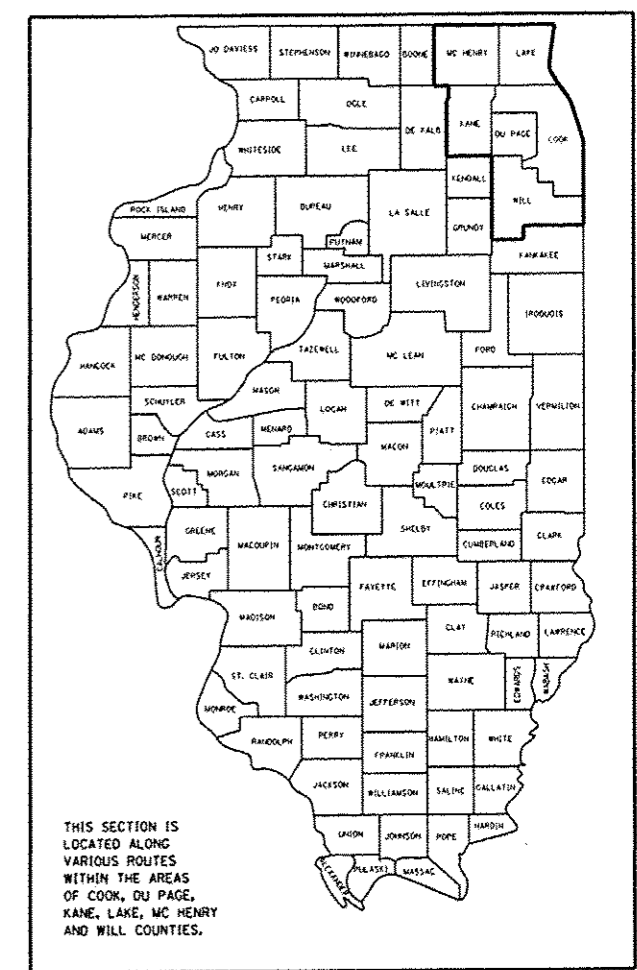 JO DAVIESS STEPHENSON WINNEBAGO BOONE MC HENRY LAKE
CARROLL OGLE DE KALB KANE DU PAGE COOK
WHITESIDE LEE
KENDALL WILL
ROCK ISLAND HENRY BUREAU LA SALLE GRUNDY
MERCER PUTNAM
STARK MARSHALL KANKAKEE
HENDERSON WARREN KNOX PEORIA WOODFORD LIVINGSTON IROQUOIS
HANCOCK MC DONOUGH FULTON TAZEWELL MC LEAN FORD
MASON
SCHUYLER LOGAN DE WITT CHAMPAIGN VERMILION
ADAMS BROWN CASS MENARD MACON PIATT
PIKE SCOTT MORGAN SANGAMON CHRISTIAN MOULTRIE DOUGLAS EDGAR
COLES
CALHOUN GREENE MACOUPIN MONTGOMERY SHELBY CUMBERLAND CLARK
JERSEY FAYETTE EFFINGHAM JASPER CRAWFORD
MADISON BOND
CLAY RICHLAND LAWRENCE
CLINTON MARION
ST. CLAIR WAYNE EDWARDS WABASH
WASHINGTON JEFFERSON
MONROE
RANDOLPH PERRY HAMILTON WHITE
FRANKLIN
JACKSON WILLIAMSON SALINE GALLATIN
UNION JOHNSON POPE HARDIN
ALEXANDER PULASKI MASSAC
THIS SECTION IS
LOCATED ALONG
VARIOUS ROUTES
WITHIN THE AREAS
OF COOK, DU PAGE,
KANE, LAKE, MC HENRY
AND WILL COUNTIES.